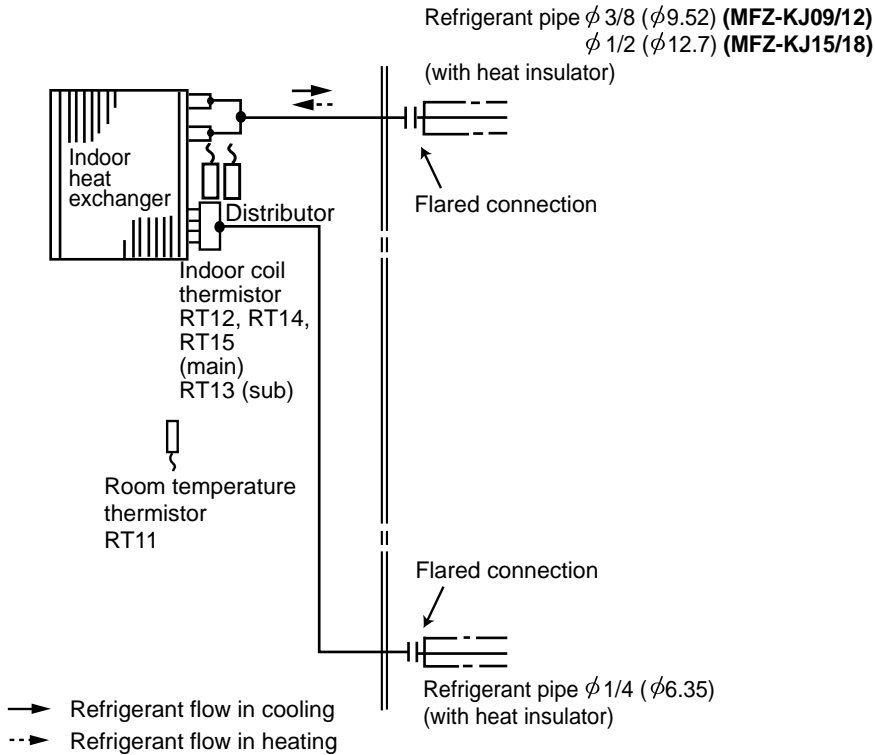 Refrigerant pipe ϕ 3/8 (ϕ9.52) (MFZ-KJ09/12)
ϕ 1/2 (ϕ12.7) (MFZ-KJ15/18)
(with heat insulator)
Indoor
heat
exchanger
Flared connection
Distributor
Indoor coil
thermistor
RT12, RT14,
RT15
(main)
RT13 (sub)
Room temperature
thermistor
RT11
Flared connection
Refrigerant pipe ϕ 1/4 (ϕ6.35)
(with heat insulator)
Refrigerant flow in cooling
Refrigerant flow in heating